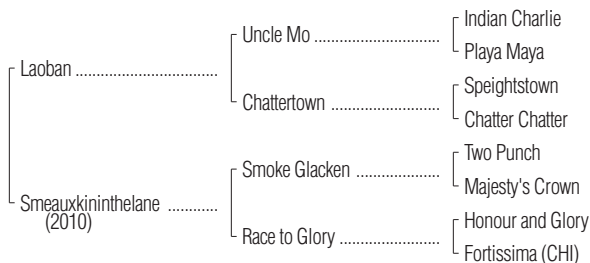 Indian Charlie
Uncle Mo ................................
Playa Maya
Laoban ....................................
Speightstown
Chattertown ............................
Chatter Chatter
Two Punch
Smoke Glacken .....................
Majesty's Crown
Smeauxkininthelane .............
(2010)
Honour and Glory
Race to Glory .........................
Fortissima (CHI)